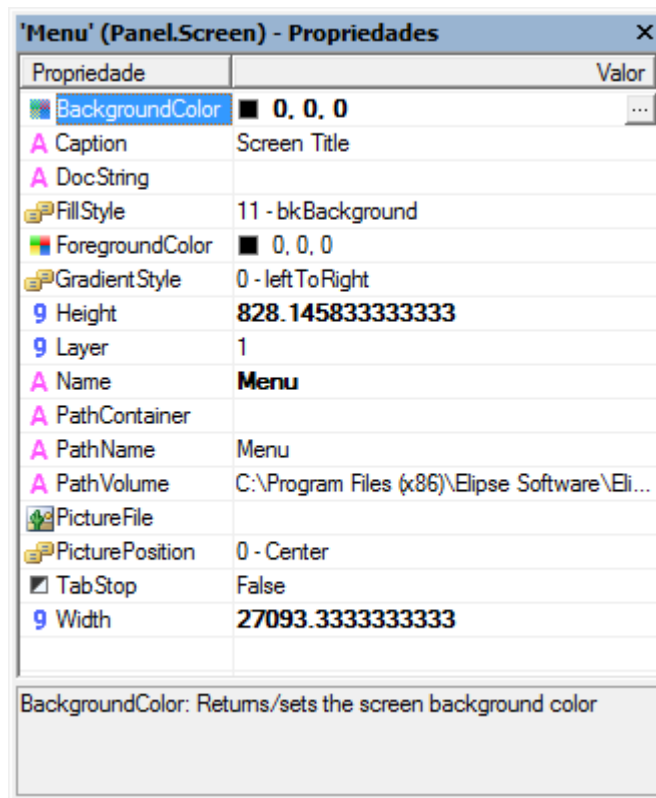 'Menu' (Panel.Screen) - Propriedades
Propriedade Valor
BackgroundColor 0, 0, 0 ...
A Caption Screen Title
A DocString
FillStyle 11 - bkBackground
ForegroundColor 0, 0, 0
GradientStyle 0 - leftToRight
9 Height 828.145833333333
9 Layer 1
A Name Menu
A PathContainer
A PathName Menu
A PathVolume C:\Program Files (x86)\Elipse Software\Eli...
PictureFile
PicturePosition 0 - Center
TabStop False
9 Width 27093.3333333333
BackgroundColor: Returns/sets the screen background color